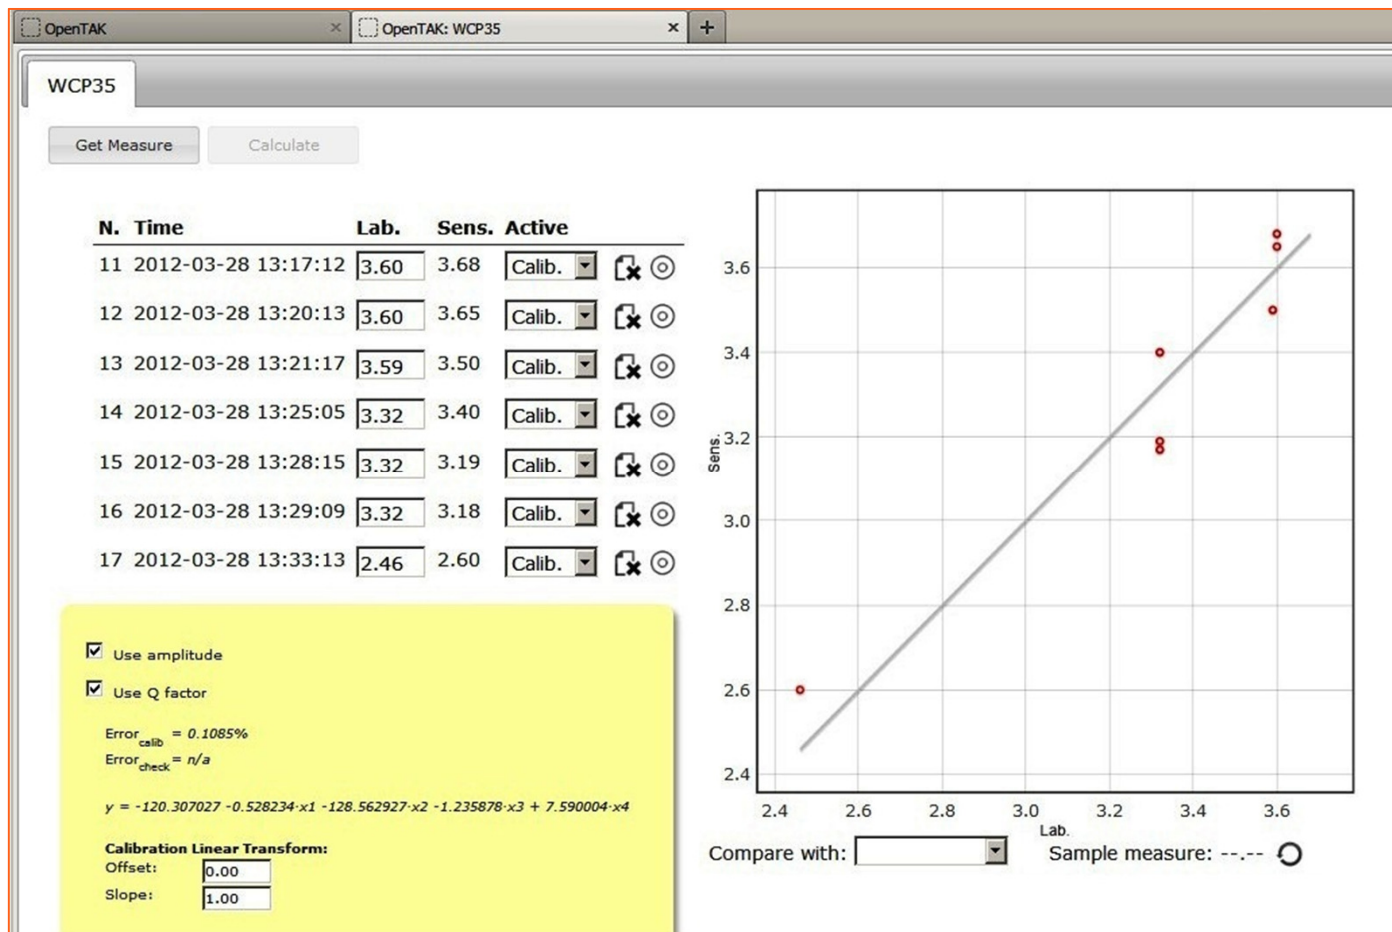 OpenTAK × OpenTAK: WCP35 × +
WCP35
Get Measure Calculate
N. Time Lab. Sens. Active
11 2012-03-28 13:17:12 3.60 3.68 Calib.
12 2012-03-28 13:20:13 3.60 3.65 Calib.
13 2012-03-28 13:21:17 3.59 3.50 Calib.
14 2012-03-28 13:25:05 3.32 3.40 Calib.
15 2012-03-28 13:28:15 3.32 3.19 Calib.
16 2012-03-28 13:29:09 3.32 3.18 Calib.
17 2012-03-28 13:33:13 2.46 2.60 Calib.
Use amplitude
Use Q factor
Error calib = 0.1085%
Error check = n/a
y = -120.307027 -0.528234·x1 -128.562927·x2 -1.235878·x3 + 7.590004·x4
Calibration Linear Transform:
Offset: 0.00
Slope: 1.00
3.6
3.4
3.2
3.0
2.8
2.6
2.4
Sens.
2.4 2.6 2.8 3.0 3.2 3.4 3.6
Lab.
Compare with: Sample measure: --.--